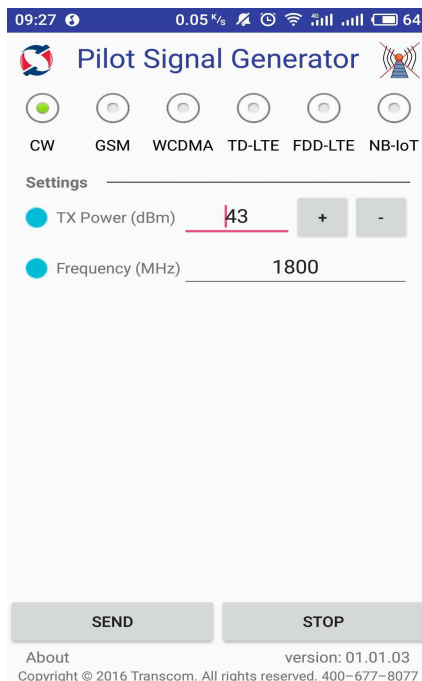 09:27 0.05 K/s 4G 64
Pilot Signal Generator
CW GSM WCDMA TD-LTE FDD-LTE NB-IoT
Settings
TX Power (dBm) 43 + -
Frequency (MHz) 1800
SEND STOP
About version: 01.01.03
Copyright © 2016 Transcom. All rights reserved. 400-677-8077